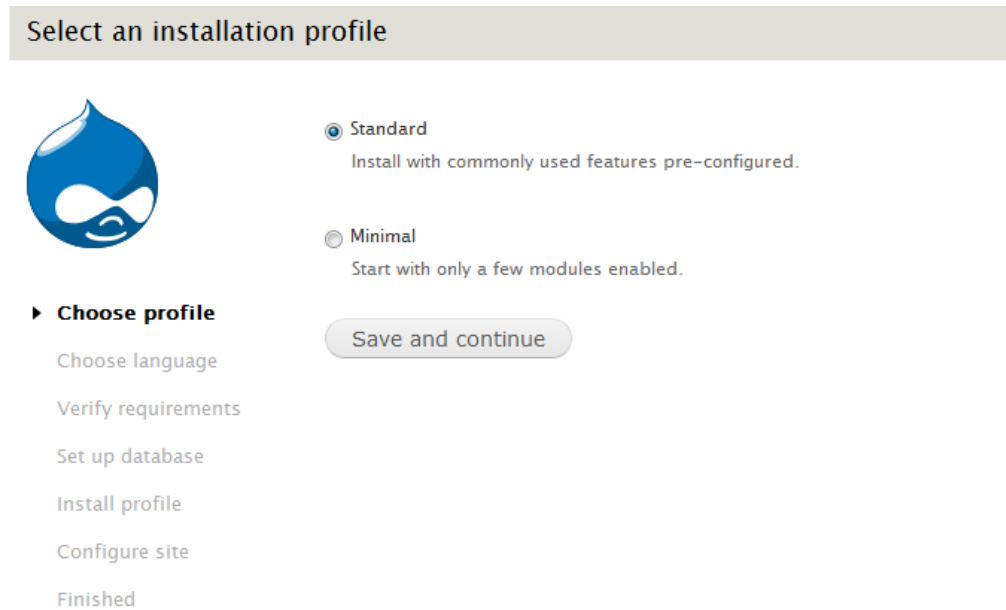 Select an installation profile
Standard
Install with commonly used features pre-configured.
Minimal
Start with only a few modules enabled.
Save and continue
Choose profile
Choose language
Verify requirements
Set up database
Install profile
Configure site
Finished